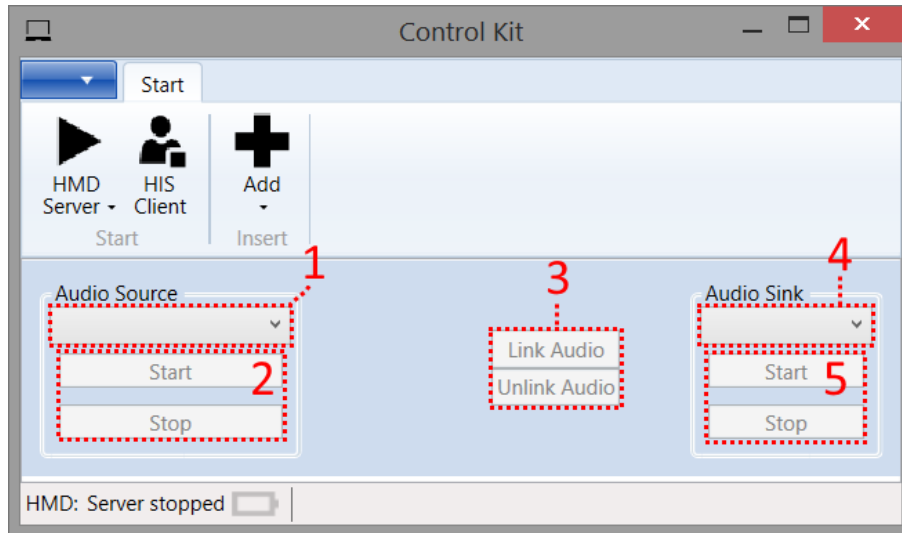 Control Kit
Start
HMD Server
HIS Client
Add
Start
Insert
1
3
4
Audio Source
Audio Sink
Link Audio
Start
2
Start
5
Unlink Audio
Stop
Stop
HMD: Server stopped